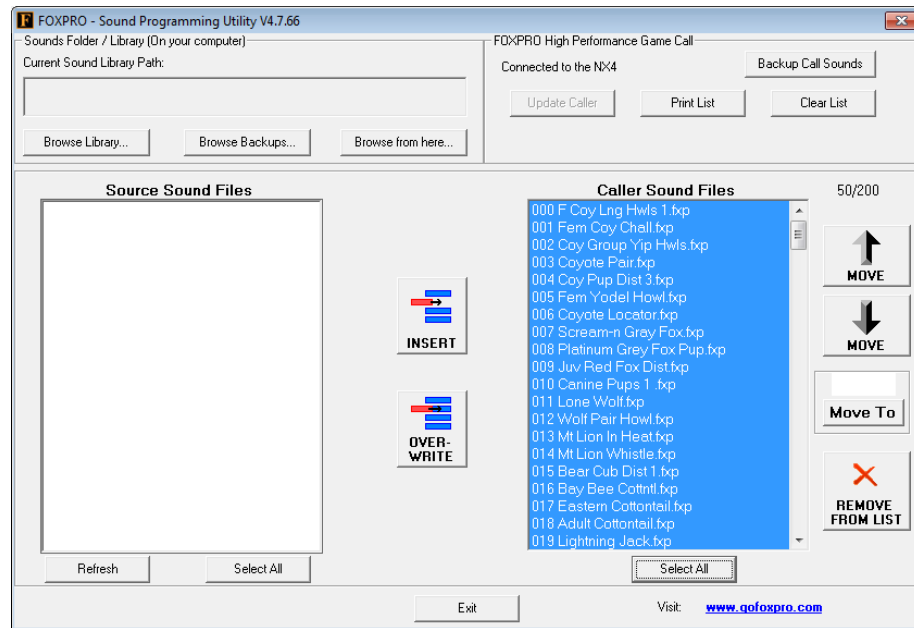 FOXPRO - Sound Programming Utility V4.7.66
Sounds Folder / Library (On your computer)
Current Sound Library Path:
Browse Library...
Browse Backups...
Browse from here...
FOXPRO High Performance Game Call
Connected to the NX4
Backup Call Sounds
Update Caller
Print List
Clear List
Source Sound Files
Refresh
Select All
INSERT
OVER-
WRITE
Caller Sound Files
50/200
000 F Coy Lng Hwls 1.fxp
001 Fem Coy Chall.fxp
002 Coy Group Yip Hwls.fxp
003 Coyote Pair.fxp
004 Coy Pup Dist 3.fxp
005 Fem Yodel Howl.fxp
006 Coyote Locator.fxp
007 Scream-n Gray Fox.fxp
008 Platinum Grey Fox Pup.fxp
009 Juv Red Fox Dist.fxp
010 Canine Pups 1 .fxp
011 Lone Wolf.fxp
012 Wolf Pair Howl.fxp
013 Mt Lion In Heat.fxp
014 Mt Lion Whistle.fxp
015 Bear Cub Dist 1.fxp
016 Bay Bee Cottntl.fxp
017 Eastern Cottontail.fxp
018 Adult Cottontail.fxp
019 Lightning Jack.fxp
Select All
MOVE
MOVE
Move To
REMOVE
FROM LIST
Exit
Visit:
www.gofoxpro.com